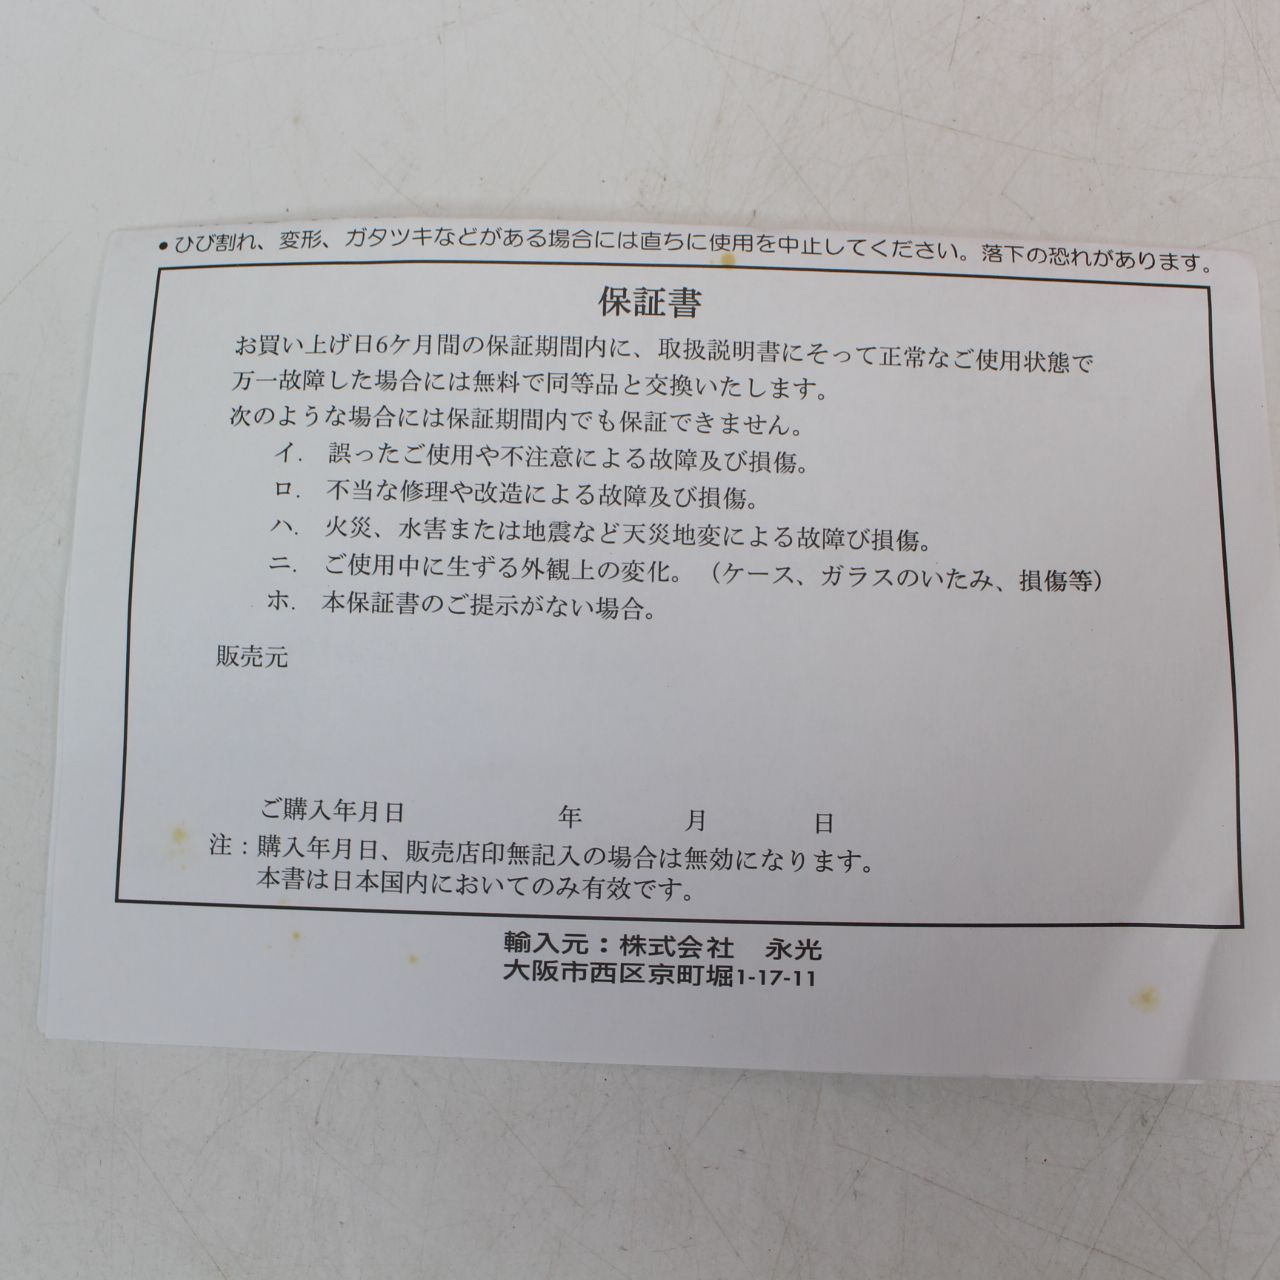 ●ひび割れ、変形、ガタツキなどがある場合には直ちに使用を中止してください。落下の恐れがあります。
保証書
お買い上げ日6ケ月間の保証期間内に、取扱説明書にそって正常なご使用状態で
万一故障した場合には無料で同等品と交換いたします。
次のような場合には保証期間内でも保証できません。
イ． 誤ったご使用や不注意による故障及び損傷。
ロ． 不当な修理や改造による故障及び損傷。
ハ． 火災、水害または地震など天災地変による故障び損傷。
ニ． ご使用中に生ずる外観上の変化。（ケース、ガラスのいたみ、損傷等）
ホ． 本保証書のご提示がない場合。
販売元
ご購入年月日 年 月 日
注：購入年月日、販売店印無記入の場合は無効になります。
本書は日本国内においてのみ有効です。
輸入元：株式会社 永光
大阪市西区京町堀1-17-11